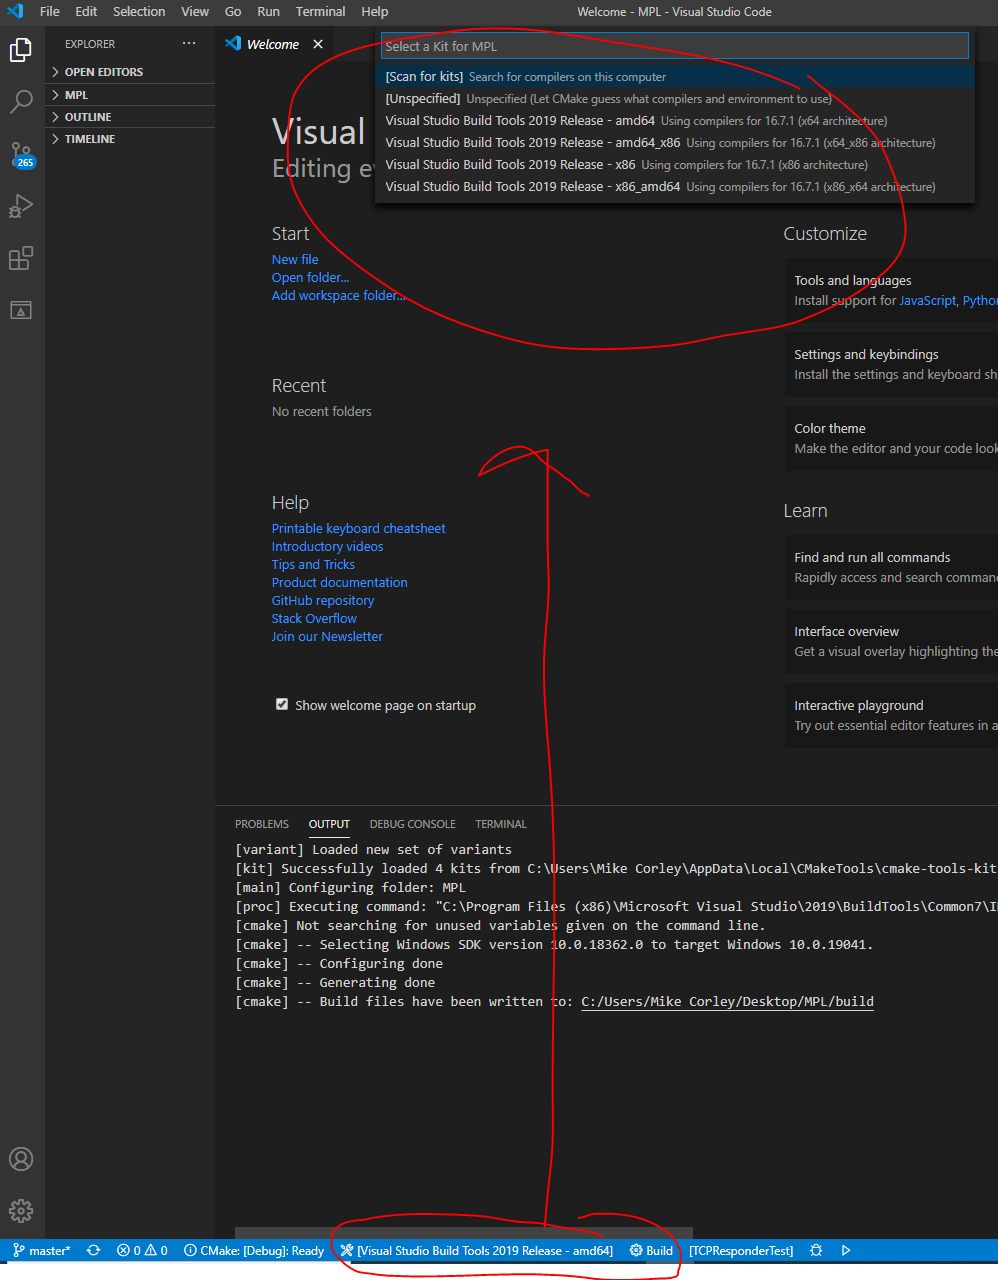 File Edit Selection View Go Run Terminal Help Welcome - MPL - Visual Studio Code
EXPLORER ...
OPEN EDITORS
MPL
OUTLINE
TIMELINE
265
Welcome
Select a Kit for MPL
[Scan for kits] Search for compilers on this computer
[Unspecified] Unspecified (Let CMake guess what compilers and environment to use)
Visual Studio Build Tools 2019 Release - amd64 Using compilers for 16.7.1 (x64 architecture)
Visual Studio Build Tools 2019 Release - amd64_x86 Using compilers for 16.7.1 (x64_x86 architecture)
Visual Studio Build Tools 2019 Release - x86 Using compilers for 16.7.1 (x86 architecture)
Visual Studio Build Tools 2019 Release - x86_amd64 Using compilers for 16.7.1 (x86_x64 architecture)
Visual
Editing ev
Start
New file
Open folder...
Add workspace folder...
Recent
No recent folders
Help
Printable keyboard cheatsheet
Introductory videos
Tips and Tricks
Product documentation
GitHub repository
Stack Overflow
Join our Newsletter
Show welcome page on startup
Customize
Tools and languages
Install support for JavaScript, Python
Settings and keybindings
Install the settings and keyboard sh
Color theme
Make the editor and your code look
Learn
Find and run all commands
Rapidly access and search comman
Interface overview
Get a visual overlay highlighting the
Interactive playground
Try out essential editor features in a
PROBLEMS OUTPUT DEBUG CONSOLE TERMINAL
[variant] Loaded new set of variants
[kit] Successfully loaded 4 kits from C:\Users\Mike Corley\AppData\Local\CMakeTools\cmake-tools-kit
[main] Configuring folder: MPL
[proc] Executing command: "C:\Program Files (x86)\Microsoft Visual Studio\2019\BuildTools\Common7\I
[cmake] Not searching for unused variables given on the command line.
[cmake] -- Selecting Windows SDK version 10.0.18362.0 to target Windows 10.0.19041.
[cmake] -- Configuring done
[cmake] -- Generating done
[cmake] -- Build files have been written to: C:/Users/Mike Corley/Desktop/MPL/build
master* 0 0 CMake: [Debug]: Ready [Visual Studio Build Tools 2019 Release - amd64] Build [TCPResponderTest]